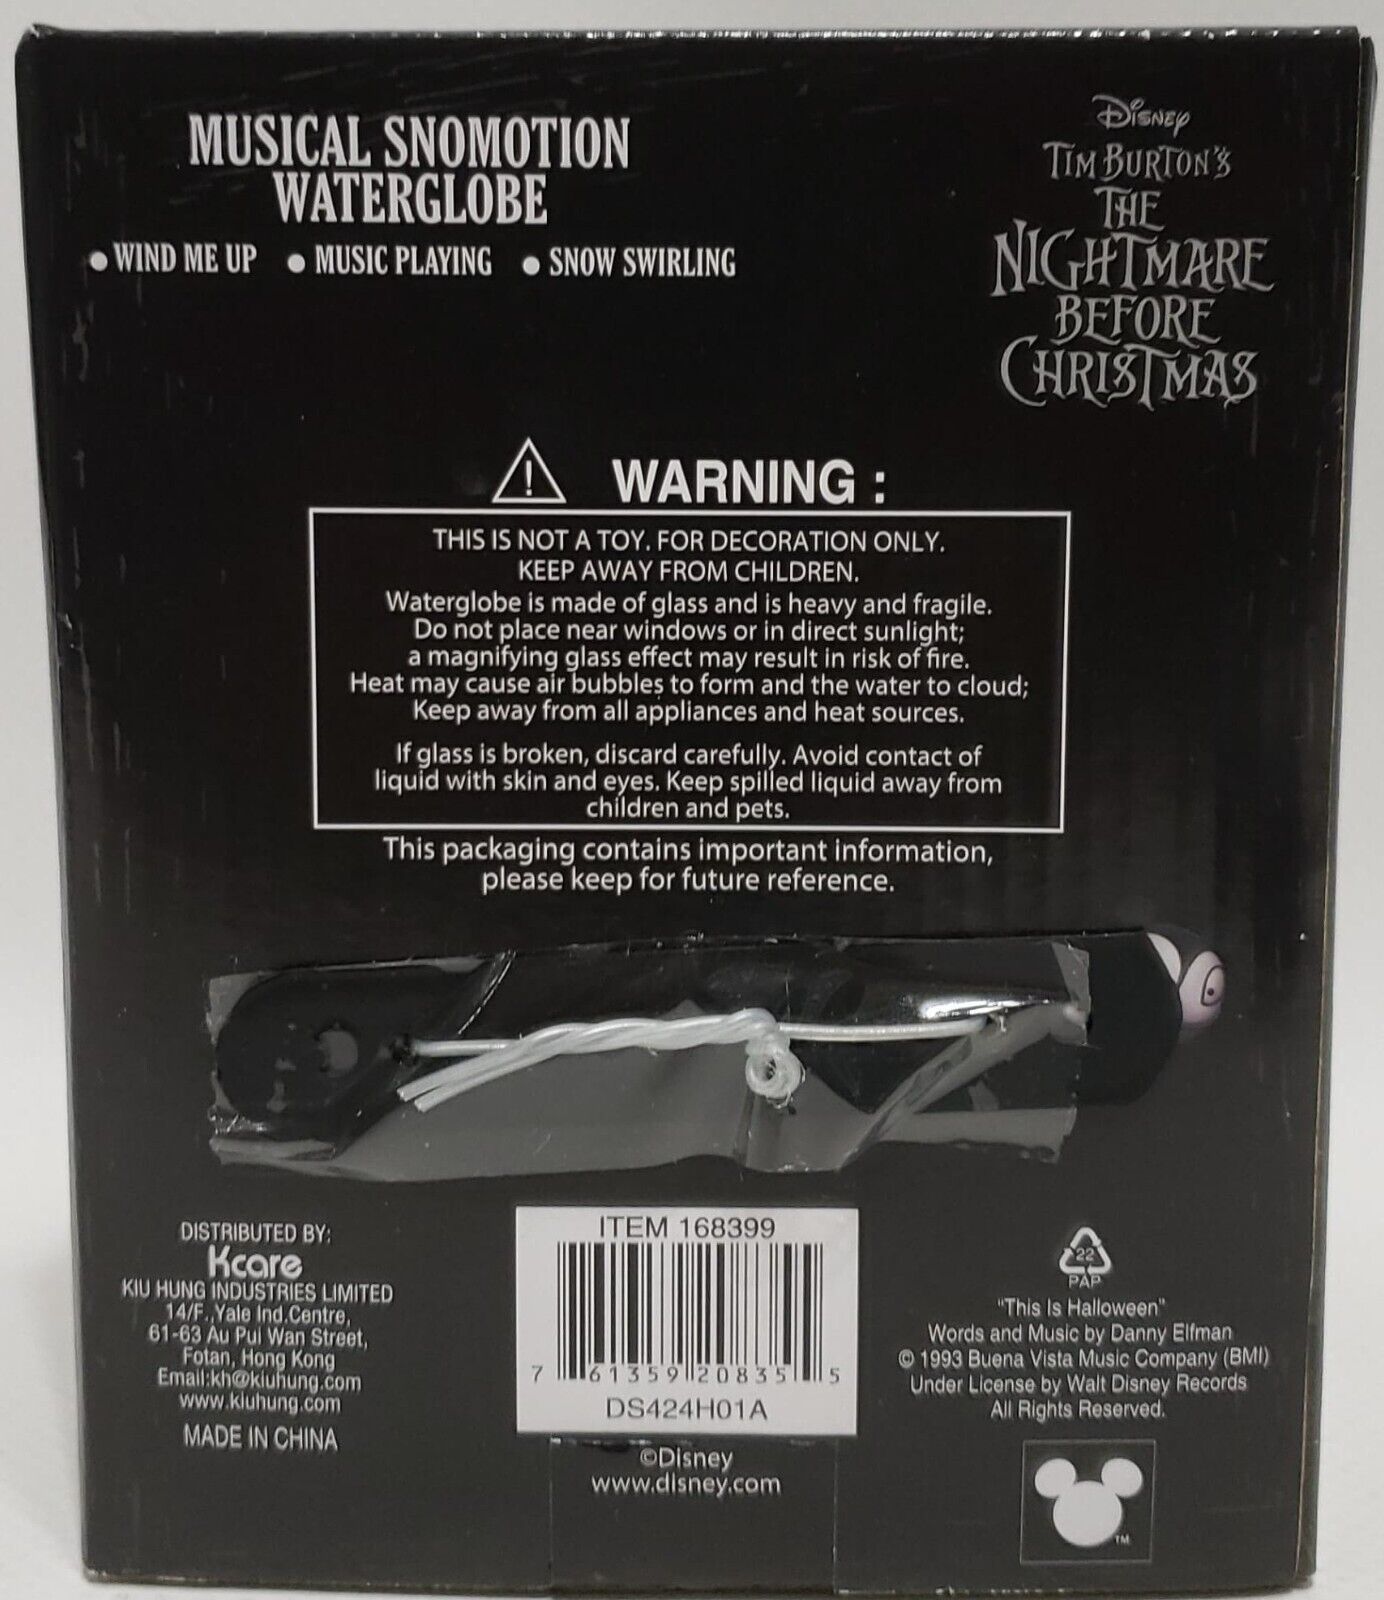 MUSICAL SNOMOTION
WATERGLOBE
● WIND ME UP ● MUSIC PLAYING ● SNOW SWIRLING
Disney
TIM BURTON'S
THE
NIGHTMARE
BEFORE
CHRISTMAS
! WARNING :
THIS IS NOT A TOY. FOR DECORATION ONLY.
KEEP AWAY FROM CHILDREN.
Waterglobe is made of glass and is heavy and fragile.
Do not place near windows or in direct sunlight;
a magnifying glass effect may result in risk of fire.
Heat may cause air bubbles to form and the water to cloud;
Keep away from all appliances and heat sources.
If glass is broken, discard carefully. Avoid contact of
liquid with skin and eyes. Keep spilled liquid away from
children and pets.
This packaging contains important information,
please keep for future reference.
DISTRIBUTED BY:
Kcare
KIU HUNG INDUSTRIES LIMITED
14/F.,Yale Ind.Centre,
61-63 Au Pui Wan Street,
Fotan, Hong Kong
Email:kh@kiuhung.com
www.kiuhung.com
MADE IN CHINA
ITEM 168399
7 61359 20835 5
DS424H01A
©Disney
www.disney.com
22
PAP
"This Is Halloween"
Words and Music by Danny Elfman
© 1993 Buena Vista Music Company (BMI)
Under License by Walt Disney Records
All Rights Reserved.
TM